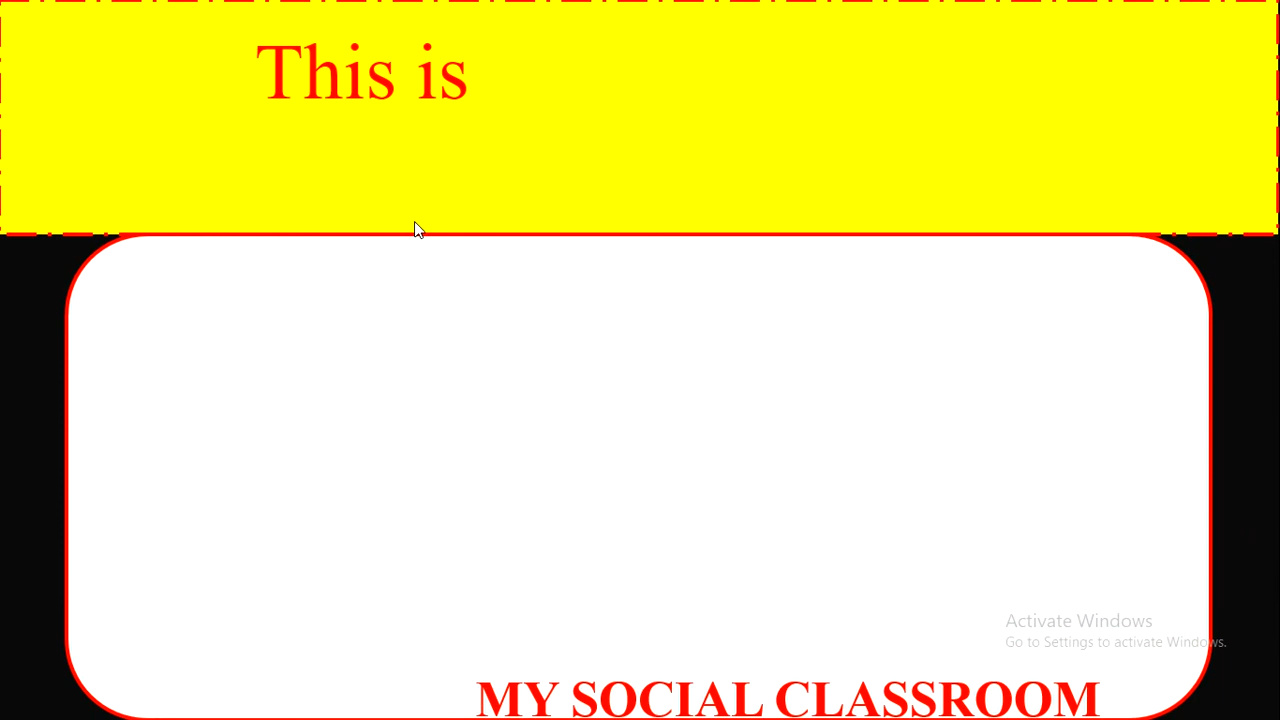 This is
Activate Windows
Go to Settings to activate Windows.
MY SOCIAL CLASSROOM